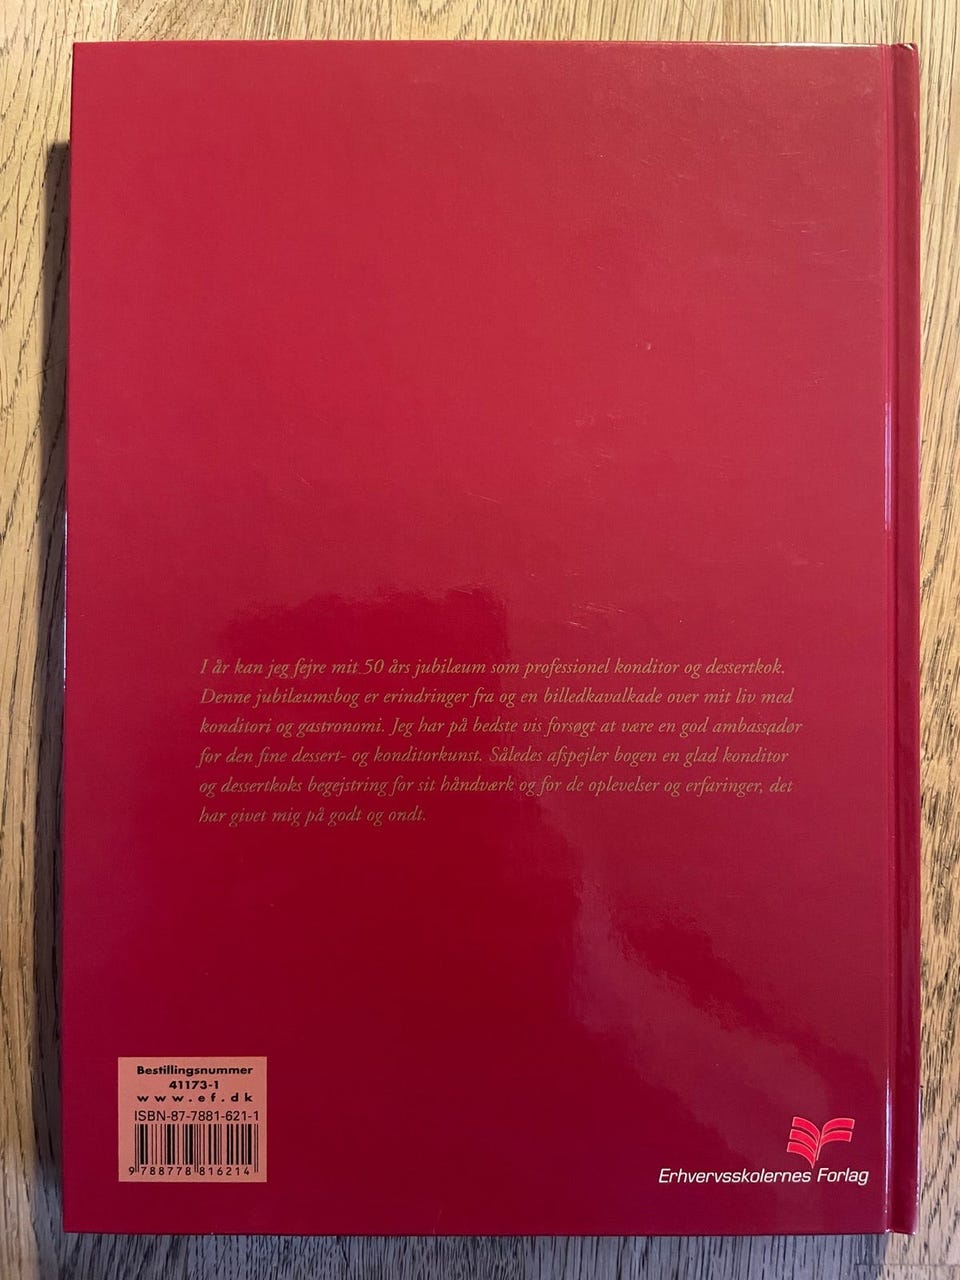 I år kan jeg fejre mit 50 års jubilæum som professionel konditor og dessertkok.
Denne jubilæumsbog er erindringer fra og en billedkavalkade over mit liv med
konditori og gastronomi. Jeg har på bedste vis forsøgt at være en god ambassadør
for den fine dessert- og konditorkunst. Således afspejler bogen en glad konditor
og dessertkoks begejstring for sit håndværk og for de oplevelser og erfaringer, det
har givet mig på godt og ondt.
Bestillingsnummer
41173-1
www.ef.dk
ISBN-87-7881-621-1
9 788778 816214
Erhvervsskolernes Forlag